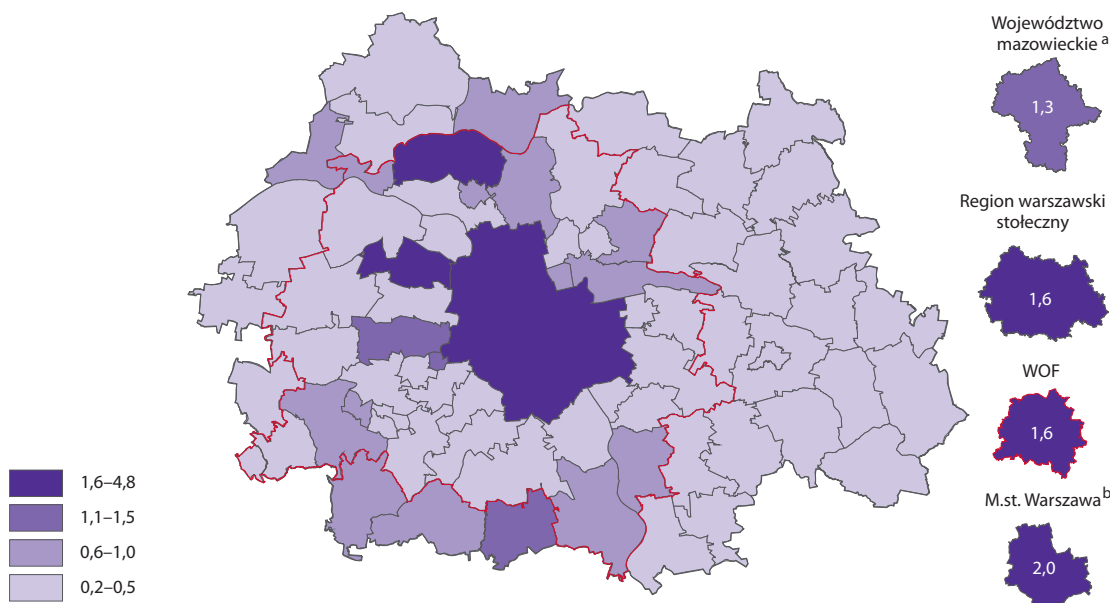 Województwo
mazowieckie a
1,3
Region warszawski
stołeczny
1,6
WOF
1,6
M.st. Warszawa b
2,0
1,6–4,8
1,1–1,5
0,6–1,0
0,2–0,5